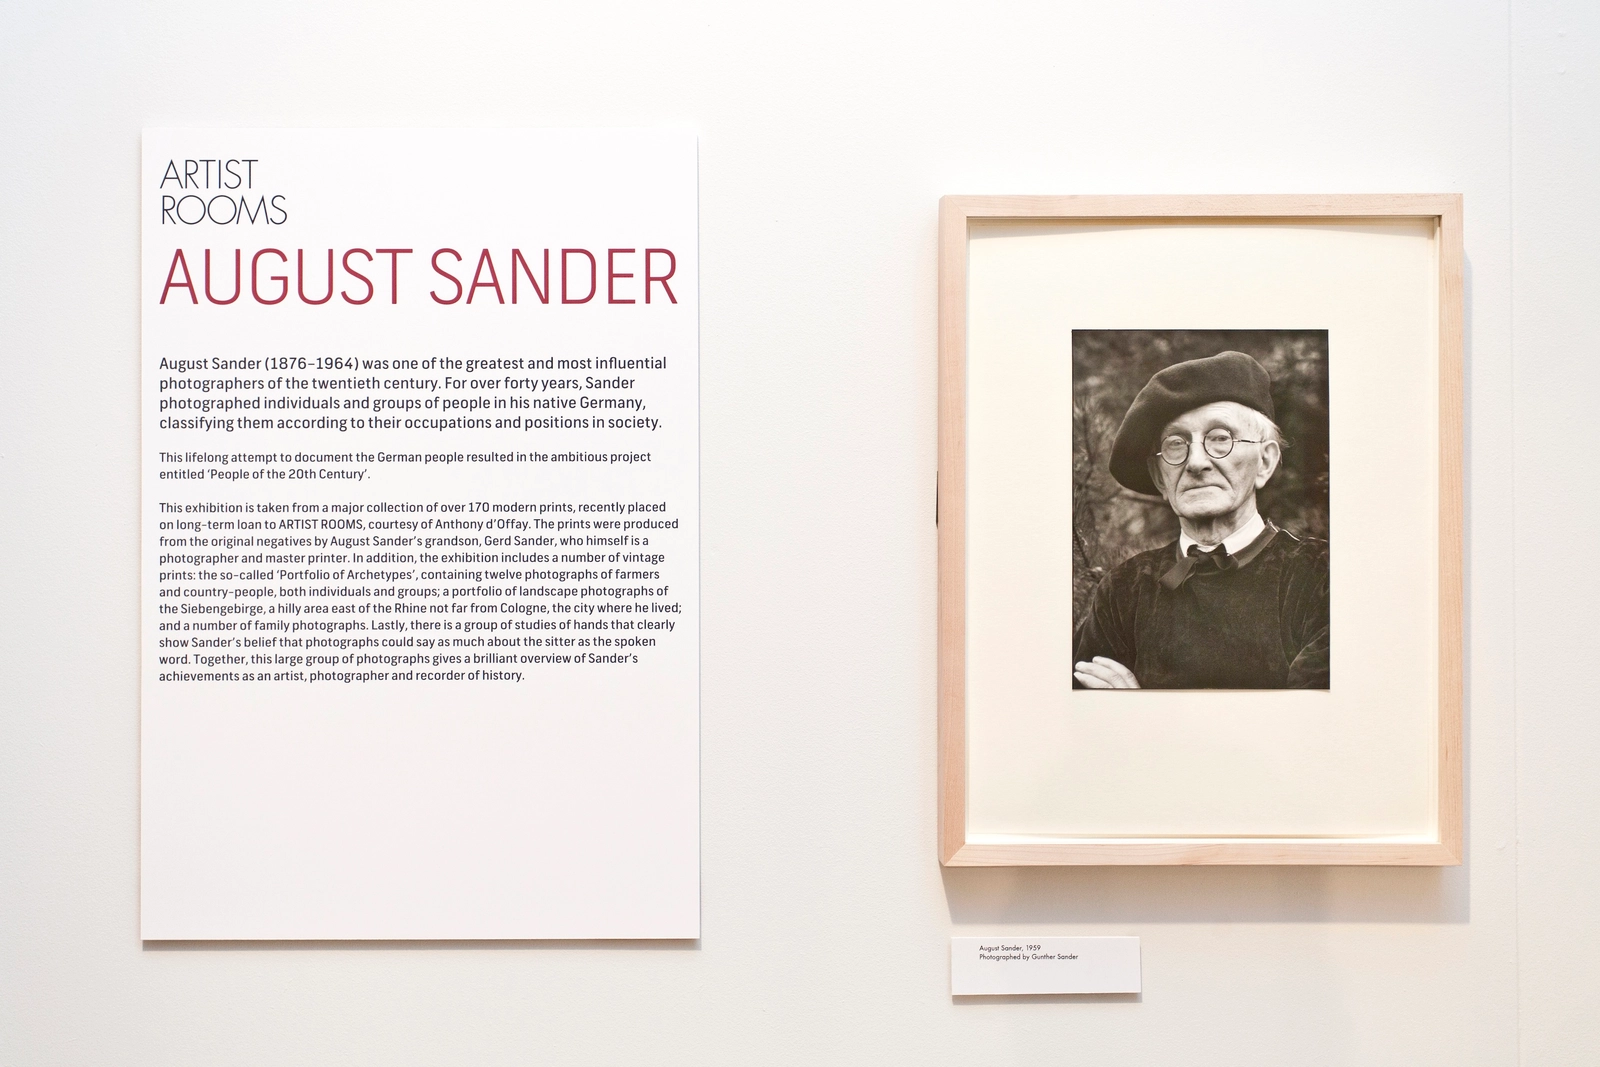 ARTIST
ROOMS
AUGUST SANDER
August Sander (1876–1964) was one of the greatest and most influential
photographers of the twentieth century. For over forty years, Sander
photographed individuals and groups of people in his native Germany,
classifying them according to their occupations and positions in society.
This lifelong attempt to document the German people resulted in the ambitious project
entitled ‘People of the 20th Century’.
This exhibition is taken from a major collection of over 170 modern prints, recently placed
on long-term loan to ARTIST ROOMS, courtesy of Anthony d’Offay. The prints were produced
from the original negatives by August Sander’s grandson, Gerd Sander, who himself is a
photographer and master printer. In addition, the exhibition includes a number of vintage
prints: the so-called ‘Portfolio of Archetypes’, containing twelve photographs of farmers
and country-people, both individuals and groups; a portfolio of landscape photographs of
the Siebengebirge, a hilly area east of the Rhine not far from Cologne, the city where he lived;
and a number of family photographs. Lastly, there is a group of studies of hands that clearly
show Sander’s belief that photographs could say as much about the sitter as the spoken
word. Together, this large group of photographs gives a brilliant overview of Sander’s
achievements as an artist, photographer and recorder of history.
August Sander, 1959
Photographed by Gunther Sander